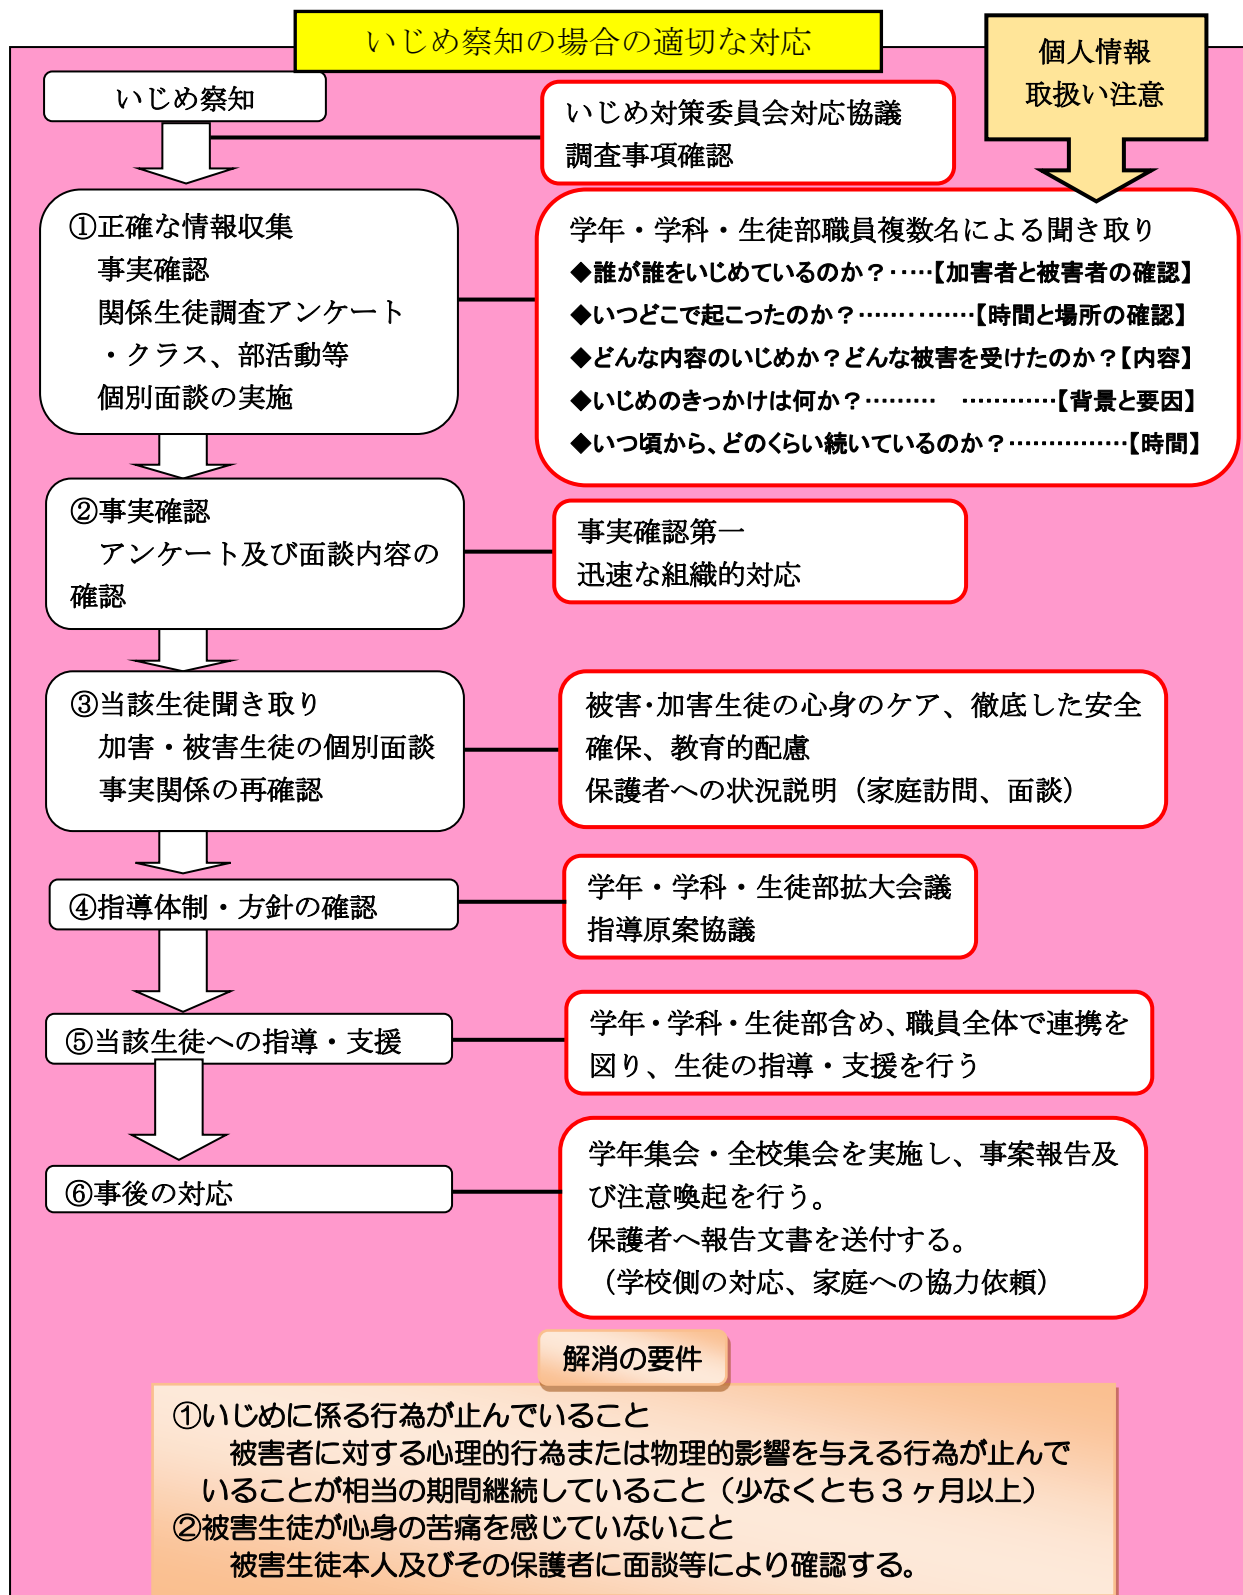 いじめ察知の場合の適切な対応
個人情報
取扱い注意
いじめ察知
いじめ対策委員会対応協議
調査事項確認
①正確な情報収集
事実確認
関係生徒調査アンケート
・クラス、部活動等
個別面談の実施
学年・学科・生徒部職員複数名による聞き取り
◆誰が誰をいじめているのか？‥‥‥【加害者と被害者の確認】
◆いつどこで起こったのか？…………‥……【時間と場所の確認】
◆どんな内容のいじめか？どんな被害を受けたのか？【内容】
◆いじめのきっかけは何か？………　…………【背景と要因】
◆いつ頃から、どのくらい続いているのか？……………【時間】
②事実確認
アンケート及び面談内容の
確認
事実確認第一
迅速な組織的対応
③当該生徒聞き取り
加害・被害生徒の個別面談
事実関係の再確認
被害･加害生徒の心身のケア、徹底した安全
確保、教育的配慮
保護者への状況説明（家庭訪問、面談）
④指導体制・方針の確認
学年・学科・生徒部拡大会議
指導原案協議
⑤当該生徒への指導・支援
学年・学科・生徒部含め、職員全体で連携を
図り、生徒の指導・支援を行う
⑥事後の対応
学年集会・全校集会を実施し、事案報告及
び注意喚起を行う。
保護者へ報告文書を送付する。
（学校側の対応、家庭への協力依頼）
解消の要件
①いじめに係る行為が止んでいること
被害者に対する心理的行為または物理的影響を与える行為が止んで
いることが相当の期間継続していること（少なくとも３ヶ月以上）
②被害生徒が心身の苦痛を感じていないこと
被害生徒本人及びその保護者に面談等により確認する。